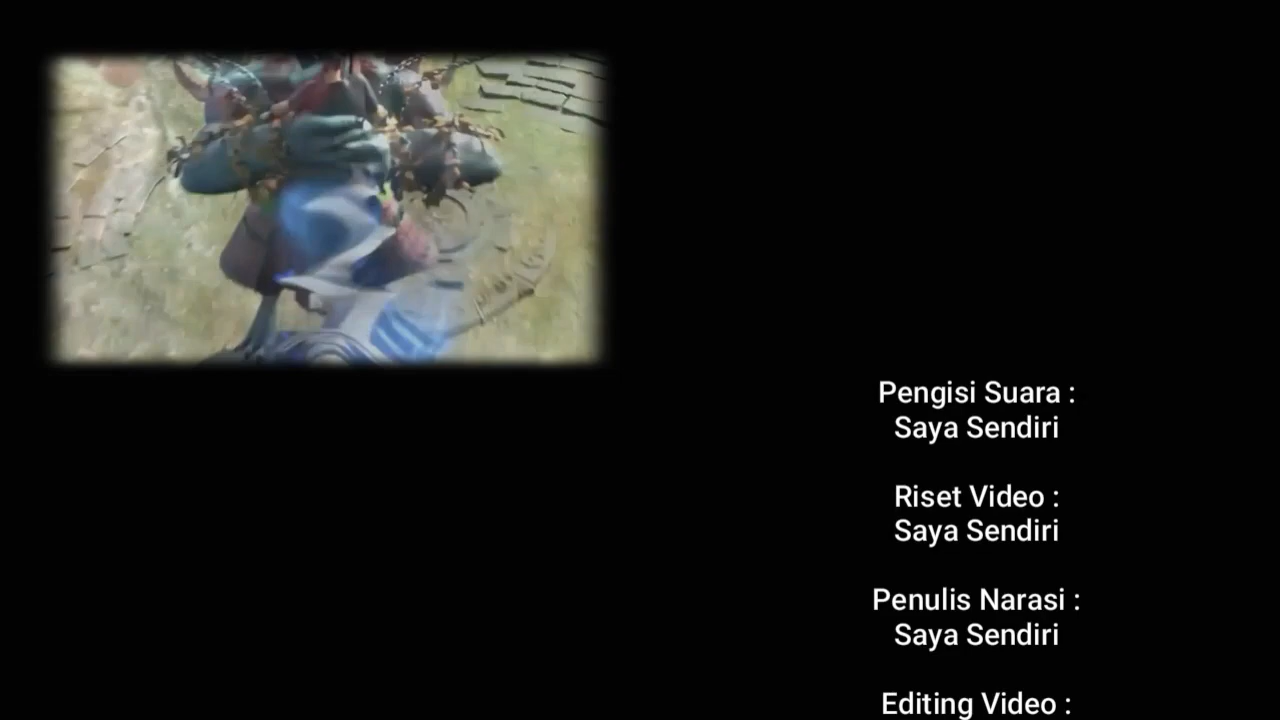 Pengisi Suara :
Saya Sendiri
Riset Video :
Saya Sendiri
Penulis Narasi :
Saya Sendiri
Editing Video :